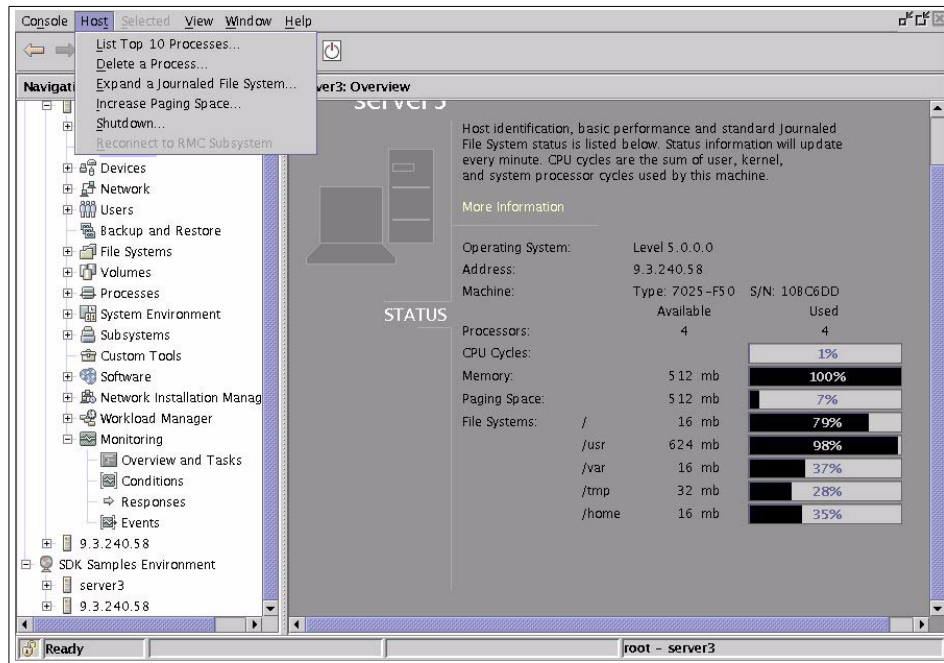 Console Host Selected View Window Help
List Top 10 Processes...
Delete a Process...
Expand a Journaled File System...
Increase Paging Space...
Shutdown...
Reconnect to RMC Subsystem
ver3: Overview
Devices
Network
Users
Backup and Restore
File Systems
Volumes
Processes
System Environment
Subsystems
Custom Tools
Software
Network Installation Manag
Workload Manager
Monitoring
Overview and Tasks
Conditions
Responses
Events
9.3.240.58
SDK Samples Environment
server3
9.3.240.58
server3
Host identification, basic performance and standard Journaled
File System status is listed below. Status information will update
every minute. CPU cycles are the sum of user, kernel,
and system processor cycles used by this machine.
More Information
Operating System: Level 5.0.0.0
Address: 9.3.240.58
Machine: Type: 7025-F50 S/N: 10BC6DD
STATUS
Available Used
Processors: 4 4
CPU Cycles: 1%
Memory: 512 mb 100%
Paging Space: 512 mb 7%
File Systems: / 16 mb 79%
/usr 624 mb 98%
/var 16 mb 37%
/tmp 32 mb 28%
/home 16 mb 35%
Ready
root - server3